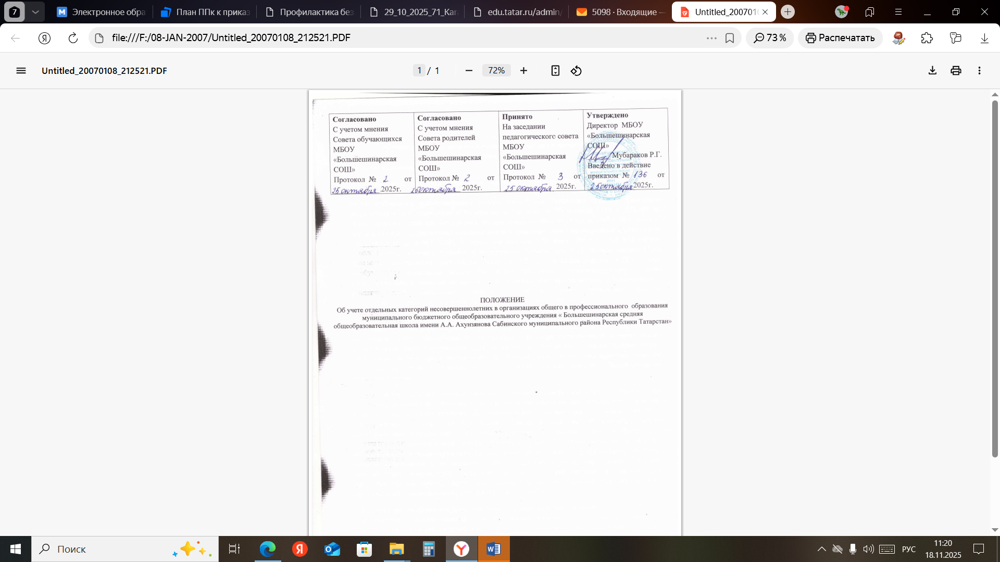 7
Электронное обра
План ППк к приказ
Профилактика без
29_10_2025_71_Kara
edu.tatar.ru/admin/
5098 · Входящие —
Untitled_2007010
Я
file:///F:/08-JAN-2007/Untitled_20070108_212521.PDF
73 %
Распечатать
Untitled_20070108_212521.PDF
1 / 1
72%
Согласовано
С учетом мнения
Совета обучающихся
МБОУ
«Большешинарская
СОШ»
Протокол № 2 от
25 октября 2025г.
Согласовано
С учетом мнения
Совета родителей
МБОУ
«Большешинарская
СОШ»
Протокол № 2 от
25 октября 2025г.
Принято
На заседании
педагогического совета
МБОУ
«Большешинарская
СОШ»
Протокол № 3 от
25 октября 2025г.
Утверждено
Директор МБОУ
«Большешинарская
СОШ»
Мубараков Р.Г.
Введено в действие
приказом № 136 от
25 октября 2025г.
ПОЛОЖЕНИЕ
Об учете отдельных категорий несовершеннолетних в организациях общего в профессионального образования
муниципального бюджетного общеобразовательного учреждения « Большешинарская средняя
общеобразовательная школа имени А.А. Ахунзянова Сабинского муниципального района Республики Татарстан»
Поиск
РУС
11:20
18.11.2025